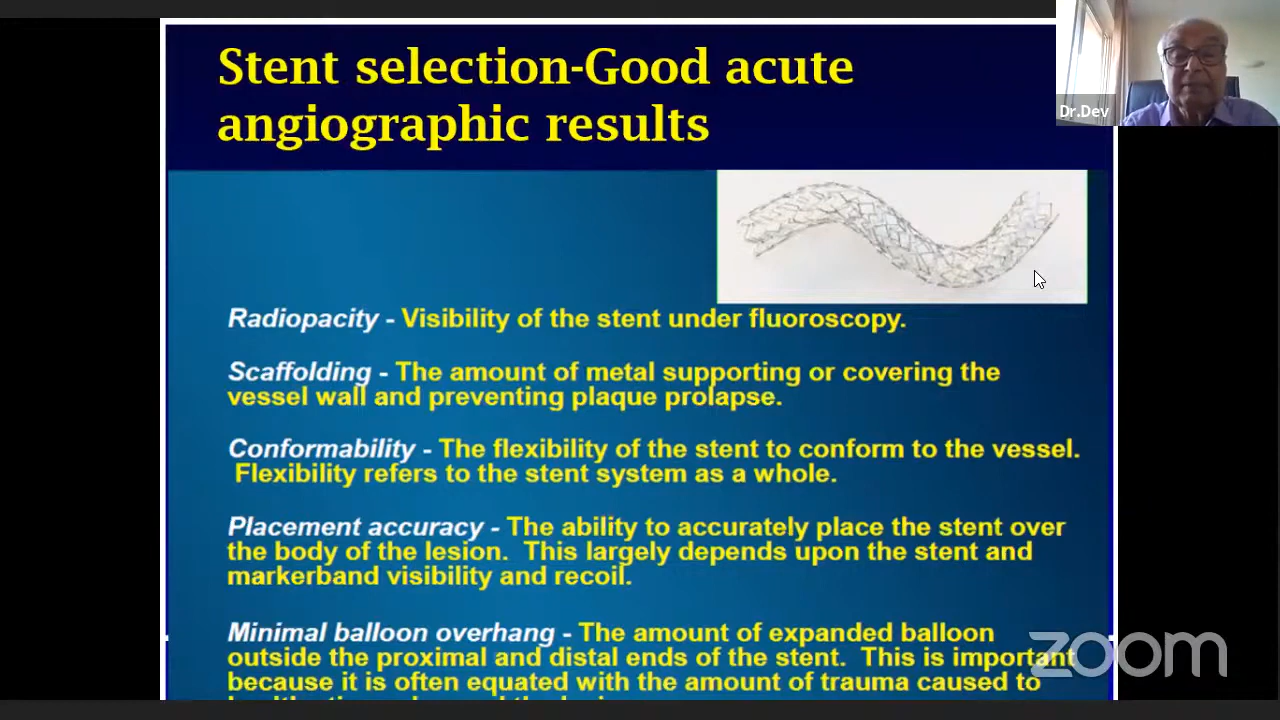 Stent selection-Good acute
angiographic results
Dr.Dev
Radiopacity - Visibility of the stent under fluoroscopy.
Scaffolding - The amount of metal supporting or covering the
vessel wall and preventing plaque prolapse.
Conformability - The flexibility of the stent to conform to the vessel.
Flexibility refers to the stent system as a whole.
Placement accuracy - The ability to accurately place the stent over
the body of the lesion. This largely depends upon the stent and
markerband visibility and recoil.
Minimal balloon overhang - The amount of expanded balloon
outside the proximal and distal ends of the stent. This is important
because it is often equated with the amount of trauma caused to
zoom